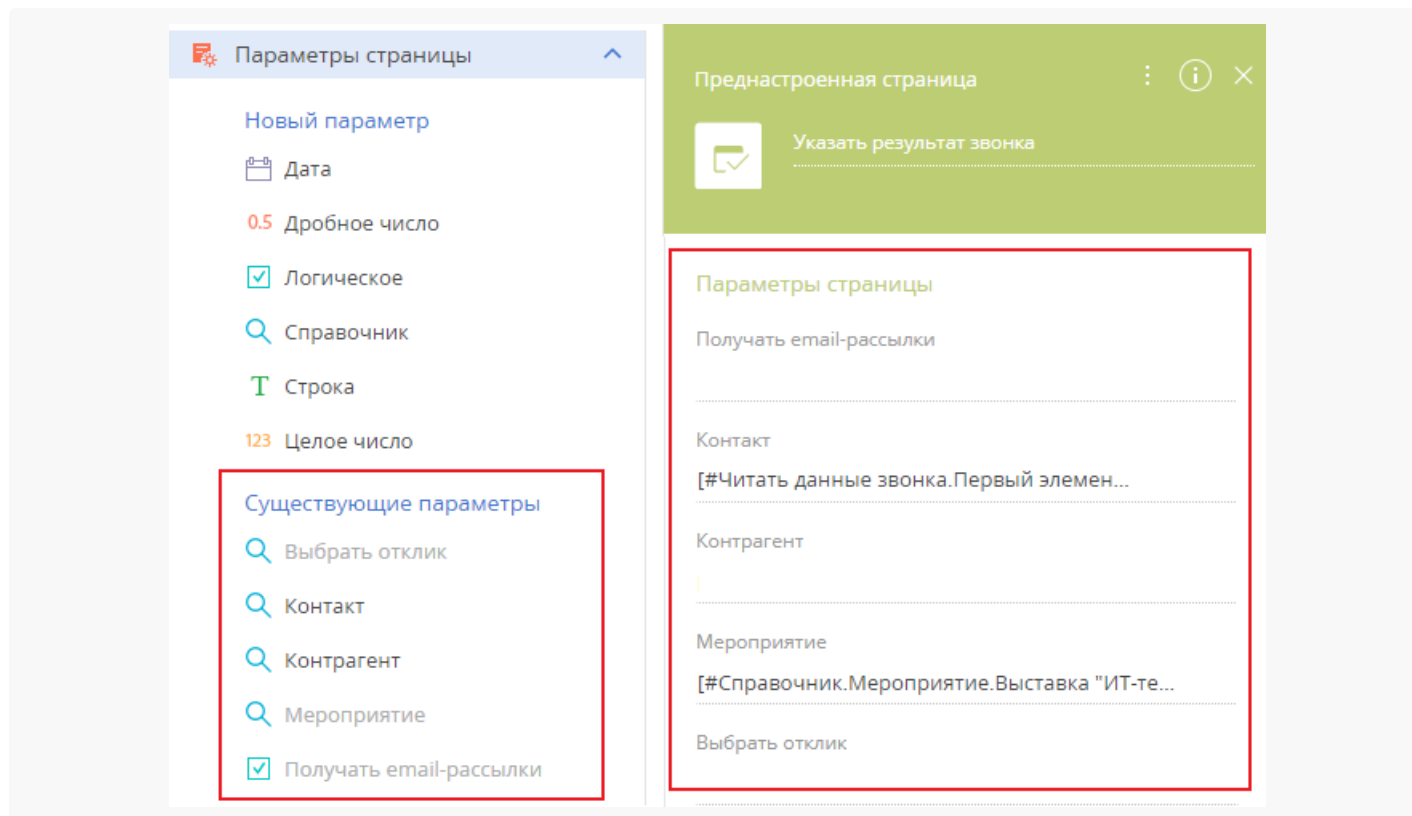 Параметры страницы
Новый параметр
Дата
0.5 Дробное число
Логическое
Справочник
T Строка
123 Целое число
Существующие параметры
Выбрать отклик
Контакт
Контрагент
Мероприятие
Получать email-рассылки
Преднастроенная страница
Указать результат звонка
Параметры страницы
Получать email-рассылки
Контакт
[#Читать данные звонка.Первый элемен...
Контрагент
Мероприятие
[#Справочник.Мероприятие.Выставка "ИТ-те...
Выбрать отклик